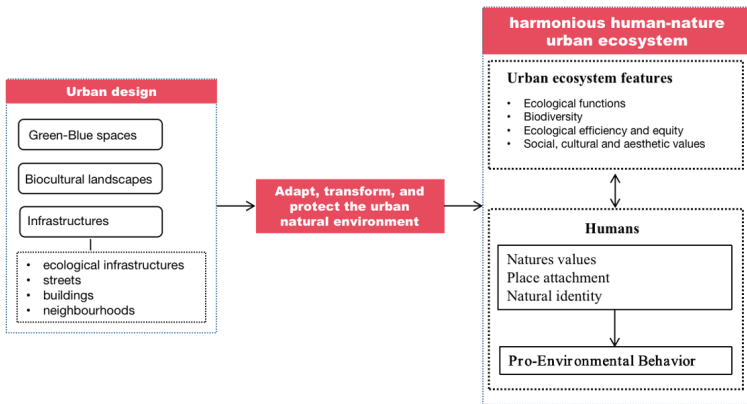 Urban design
Green-Blue spaces
Biocultural landscapes
Infrastructures
• ecological infrastructures
• streets
• buildings
• neighbourhoods
Adapt, transform, and
protect the urban
natural environment
harmonious human-nature
urban ecosystem
Urban ecosystem features
• Ecological functions
• Biodiversity
• Ecological efficiency and equity
• Social, cultural and aesthetic values
Humans
Natures values
Place attachment
Natural identity
Pro-Environmental Behavior